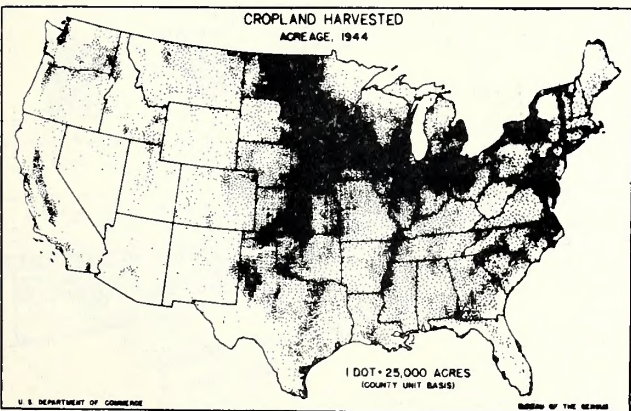 CROPLAND HARVESTED
ACREAGE, 1944
1 DOT = 25,000 ACRES
(COUNTY UNIT BASIS)
U. S. DEPARTMENT OF COMMERCE
BUREAU OF THE CENSUS